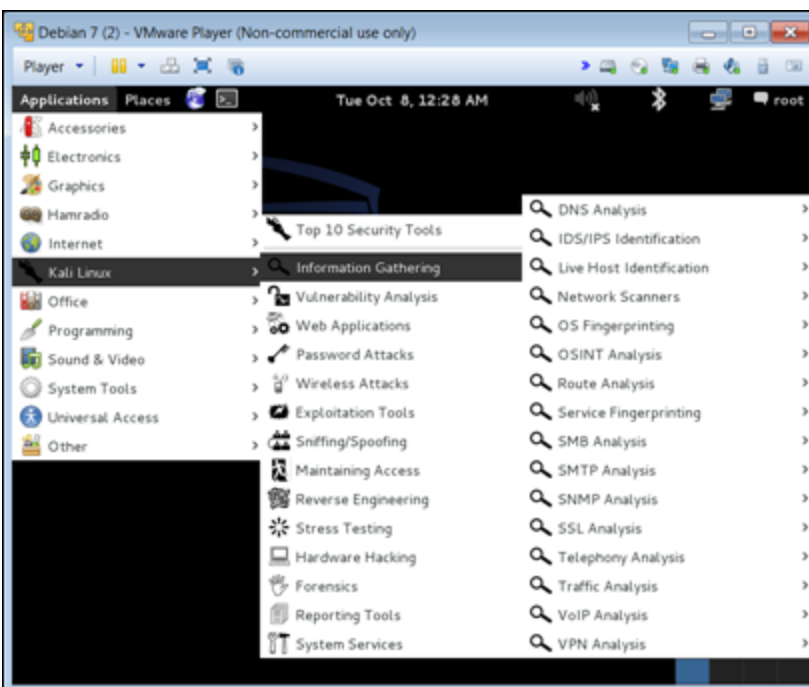 Debian 7 (2) - VMware Player (Non-commercial use only)
Player
Applications Places Tue Oct 8, 12:28 AM root
Accessories
Electronics
Graphics
Hamradio
Internet
Kali Linux
Office
Programming
Sound & Video
System Tools
Universal Access
Other
Top 10 Security Tools
Information Gathering
Vulnerability Analysis
Web Applications
Password Attacks
Wireless Attacks
Exploitation Tools
Sniffing/Spoofing
Maintaining Access
Reverse Engineering
Stress Testing
Hardware Hacking
Forensics
Reporting Tools
System Services
DNS Analysis
IDS/IPS Identification
Live Host Identification
Network Scanners
OS Fingerprinting
OSINT Analysis
Route Analysis
Service Fingerprinting
SMB Analysis
SMTP Analysis
SNMP Analysis
SSL Analysis
Telephony Analysis
Traffic Analysis
VoIP Analysis
VPN Analysis